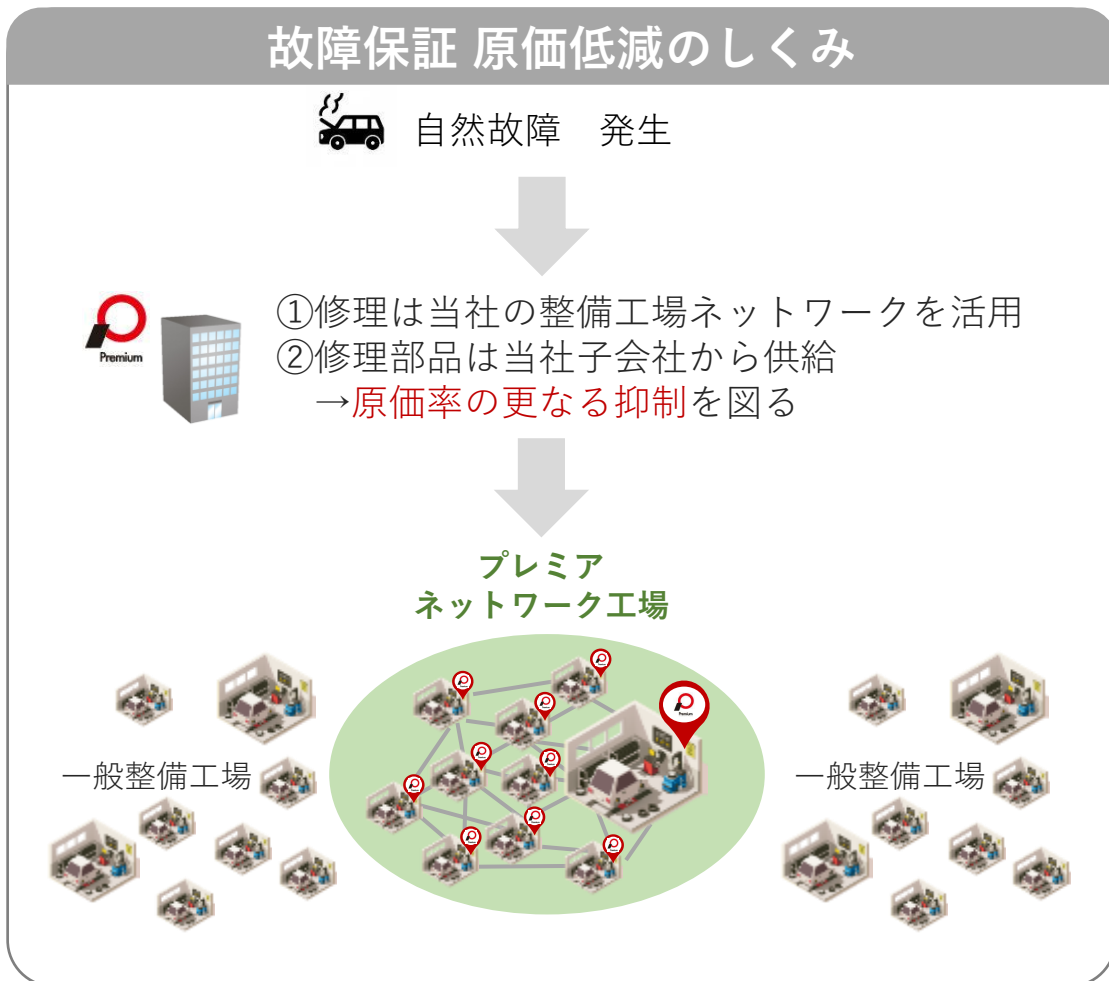 故障保証 原価低減のしくみ
自然故障　発生
①修理は当社の整備工場ネットワークを活用
②修理部品は当社子会社から供給
→原価率の更なる抑制を図る
Premium
プレミア
ネットワーク工場
Premium
一般整備工場
一般整備工場